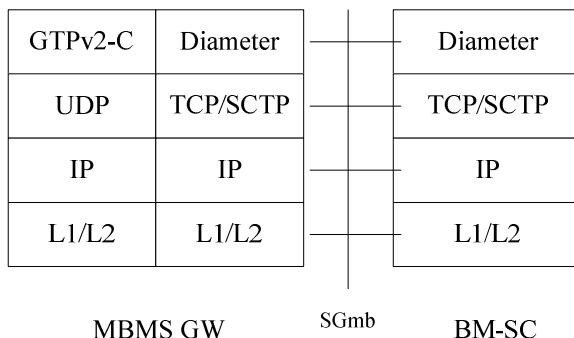 GTPv2-C Diameter Diameter
UDP TCP/SCTP TCP/SCTP
IP IP IP
L1/L2 L1/L2 L1/L2
MBMS GW SGmb BM-SC